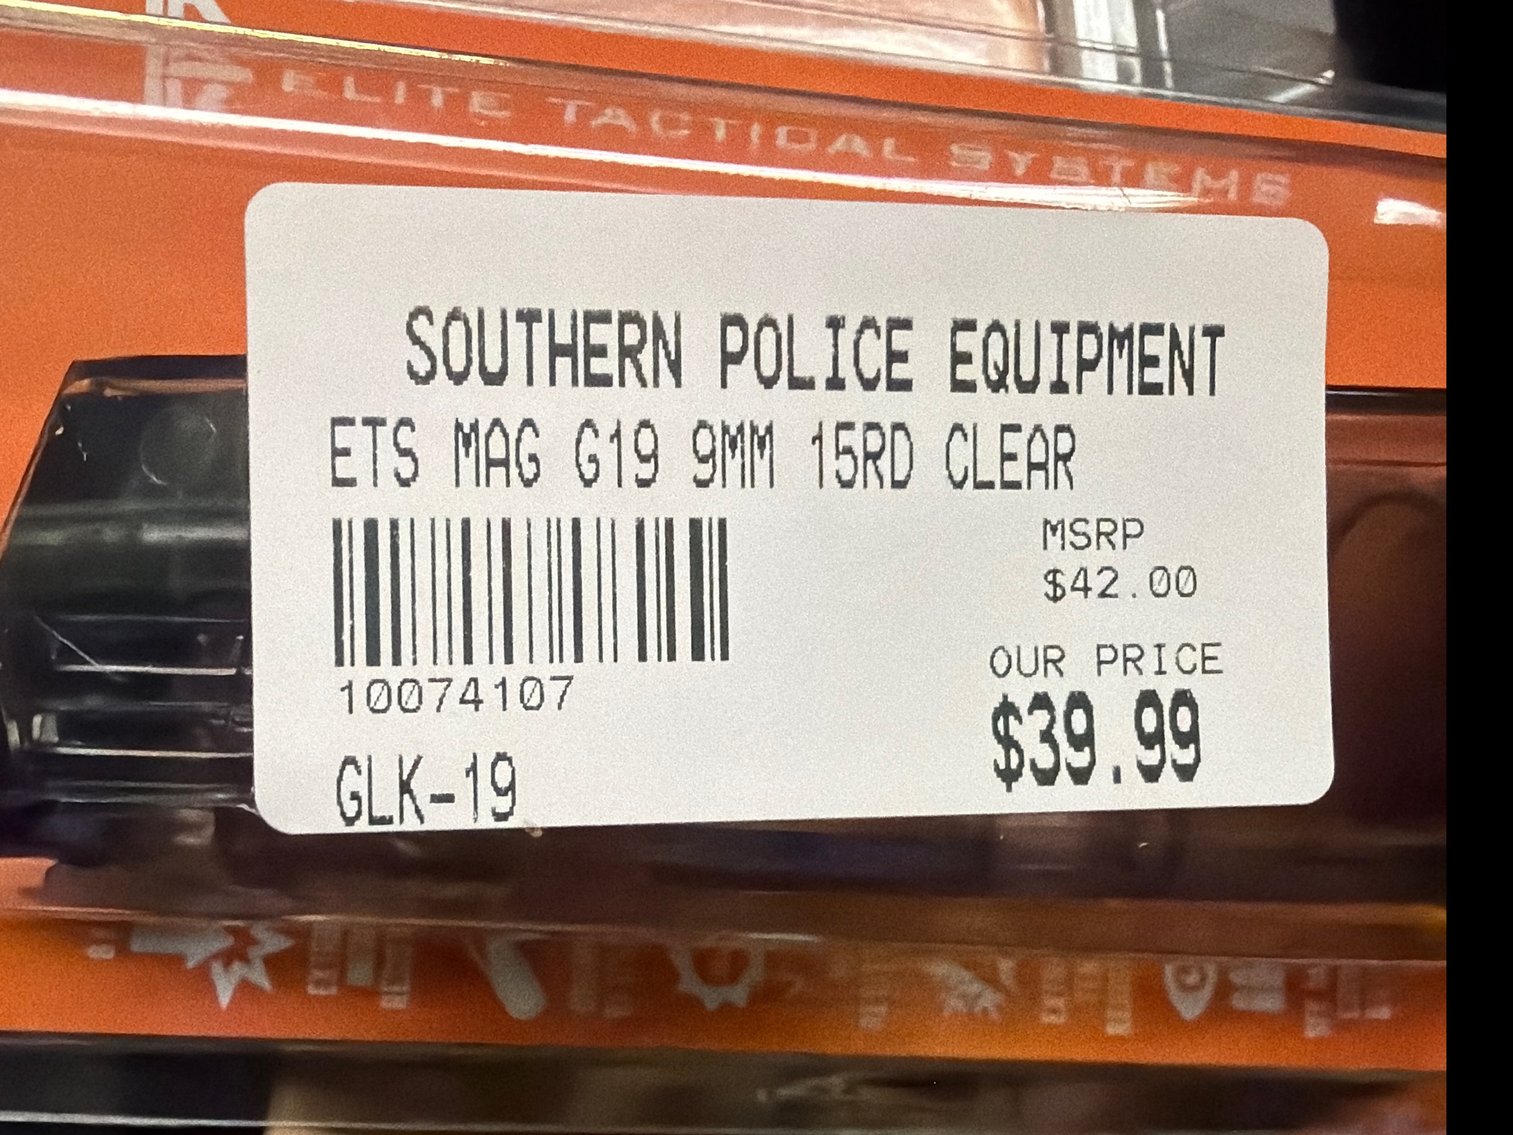 ELITE TACTICAL SYSTEMS
SOUTHERN POLICE EQUIPMENT
ETS MAG G19 9MM 15RD CLEAR
MSRP
$42.00
OUR PRICE
$39.99
10074107
GLK-19